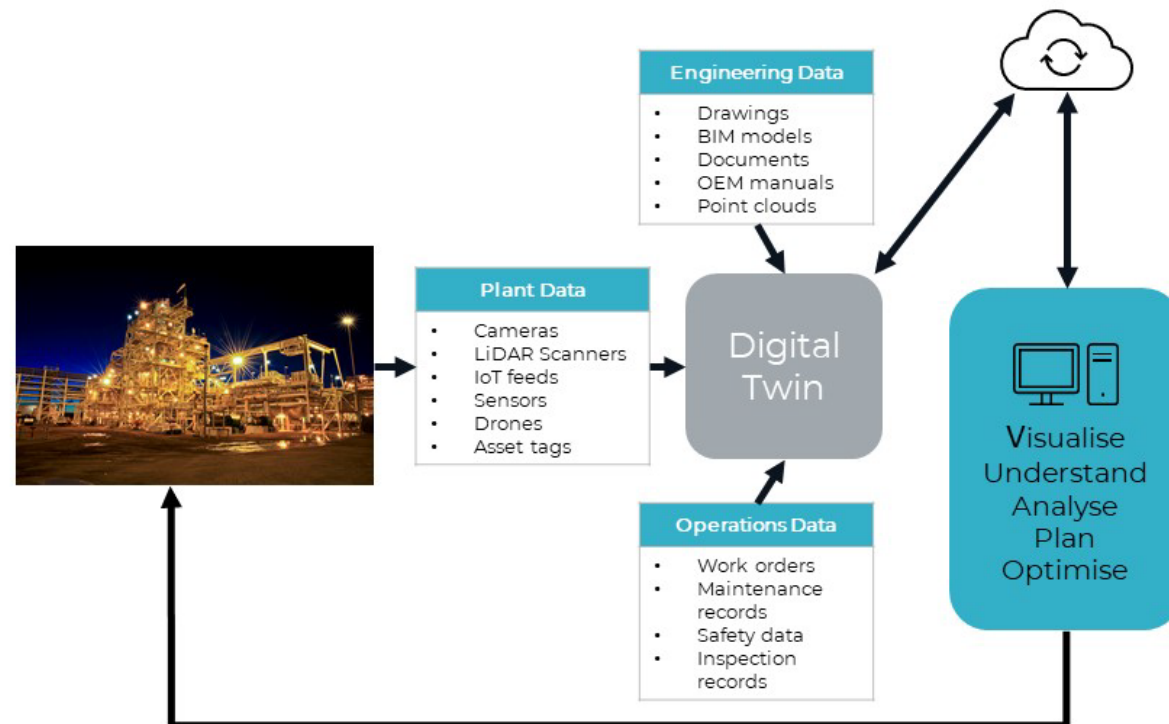 Engineering Data
• Drawings
• BIM models
• Documents
• OEM manuals
• Point clouds
Plant Data
• Cameras
• LiDAR Scanners
• IoT feeds
• Sensors
• Drones
• Asset tags
Digital
Twin
Operations Data
• Work orders
• Maintenance
records
• Safety data
• Inspection
records
Visualise
Understand
Analyse
Plan
Optimise